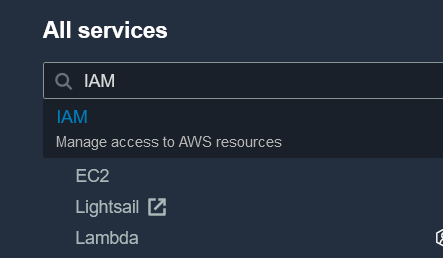 All services
IAM
IAM
Manage access to AWS resources
EC2
Lightsail
Lambda